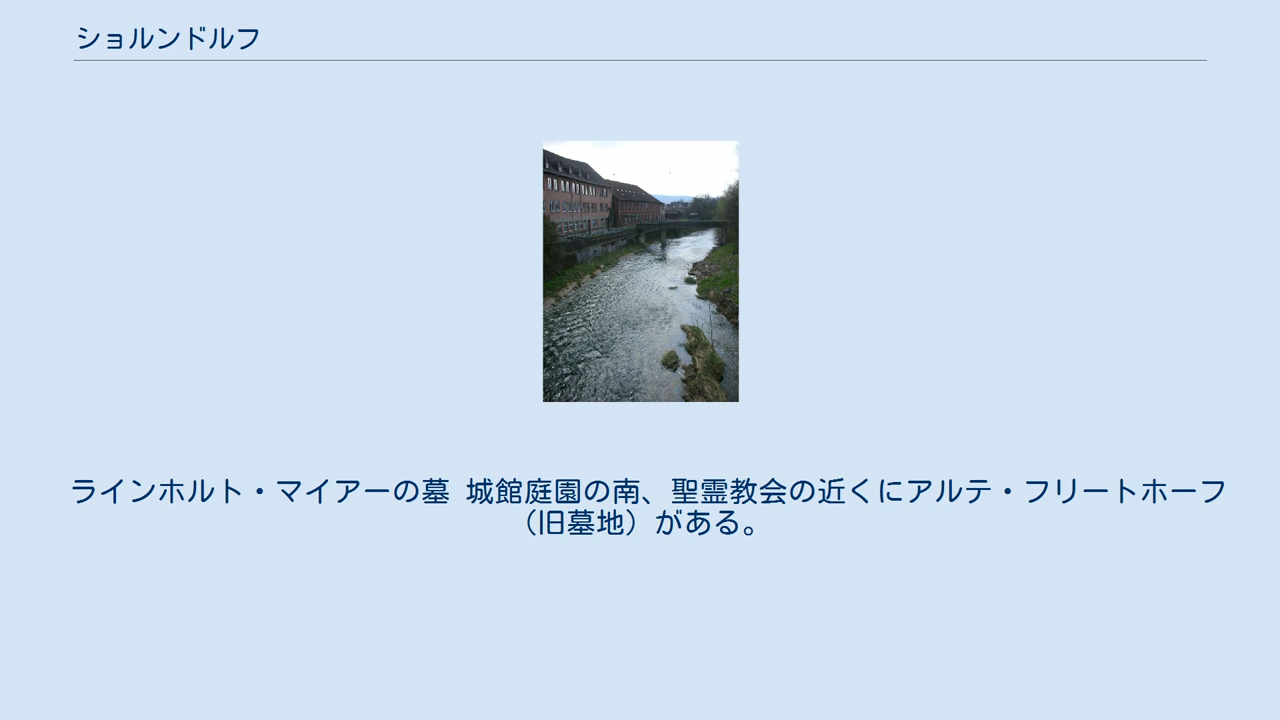 ショルンドルフ
ラインホルト・マイアーの墓 城館庭園の南、聖霊教会の近くにアルテ・フリートホーフ
（旧墓地）がある。